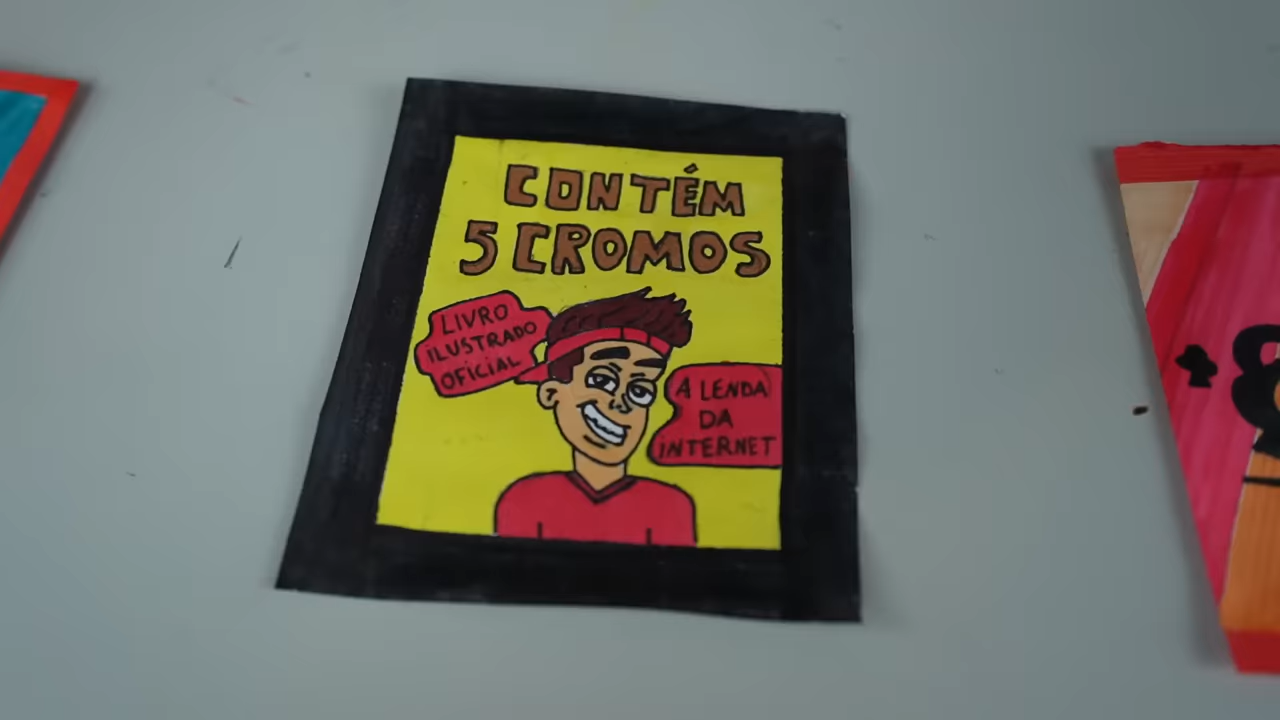 CONTÉM
5 CROMOS
LIVRO
ILUSTRADO
OFICIAL
A LENDA
DA
INTERNET